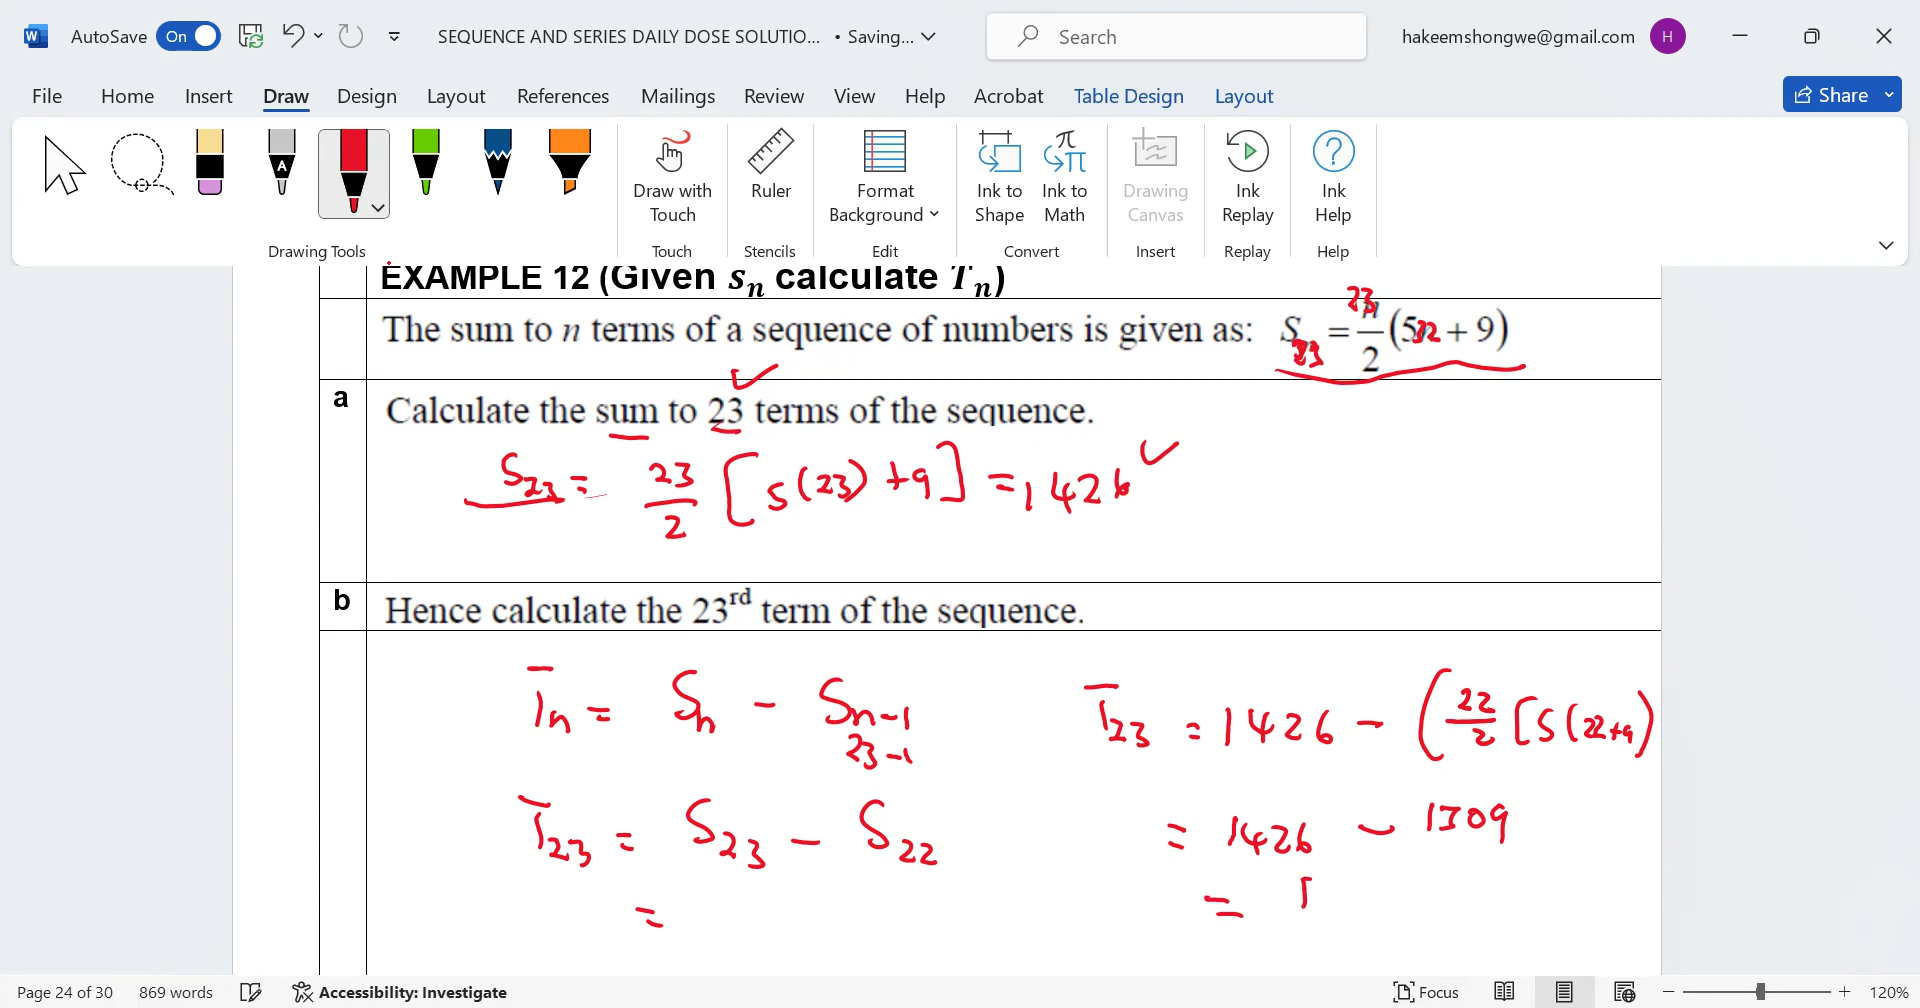 AutoSave On SEQUENCE AND SERIES DAILY DOSE SOLUTIO... • Saving... Search hakeemshongwe@gmail.com H
File Home Insert Draw Design Layout References Mailings Review View Help Acrobat Table Design Layout Share
Draw with Touch Ruler Format Background Ink to Shape Ink to Math Drawing Canvas Ink Replay Ink Help
Drawing Tools Touch Stencils Edit Convert Insert Replay Help
EXAMPLE 12 (Given sₙ calculate Tₙ)
The sum to n terms of a sequence of numbers is given as: Sₙ = n/2 (5n + 9)
23 23 22
a Calculate the sum to 23 terms of the sequence.
S₂₃ = 23/2 [5(23) + 9] = 1426
b Hence calculate the 23rd term of the sequence.
Tₙ = Sₙ - Sₙ₋₁
23-1
T₂₃ = S₂₃ - S₂₂
=
T₂₃ = 1426 - (22/2 [5(22+9)
= 1426 - 1309
= 1
Page 24 of 30 869 words Accessibility: Investigate Focus 120%